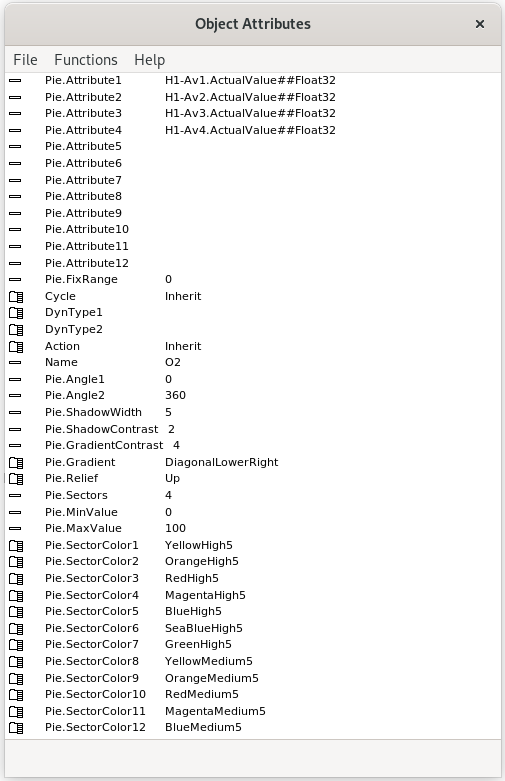 Object Attributes ×
File Functions Help
Pie.Attribute1 H1-Av1.ActualValue##Float32
Pie.Attribute2 H1-Av2.ActualValue##Float32
Pie.Attribute3 H1-Av3.ActualValue##Float32
Pie.Attribute4 H1-Av4.ActualValue##Float32
Pie.Attribute5
Pie.Attribute6
Pie.Attribute7
Pie.Attribute8
Pie.Attribute9
Pie.Attribute10
Pie.Attribute11
Pie.Attribute12
Pie.FixRange 0
Cycle Inherit
DynType1
DynType2
Action Inherit
Name O2
Pie.Angle1 0
Pie.Angle2 360
Pie.ShadowWidth 5
Pie.ShadowContrast 2
Pie.GradientContrast 4
Pie.Gradient DiagonalLowerRight
Pie.Relief Up
Pie.Sectors 4
Pie.MinValue 0
Pie.MaxValue 100
Pie.SectorColor1 YellowHigh5
Pie.SectorColor2 OrangeHigh5
Pie.SectorColor3 RedHigh5
Pie.SectorColor4 MagentaHigh5
Pie.SectorColor5 BlueHigh5
Pie.SectorColor6 SeaBlueHigh5
Pie.SectorColor7 GreenHigh5
Pie.SectorColor8 YellowMedium5
Pie.SectorColor9 OrangeMedium5
Pie.SectorColor10 RedMedium5
Pie.SectorColor11 MagentaMedium5
Pie.SectorColor12 BlueMedium5